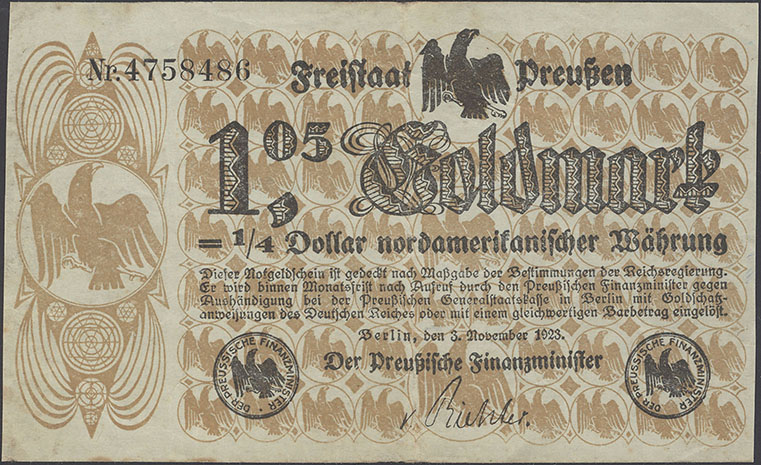 Nr. 4758486
Freistaat Preußen
1,05 Goldmark
= 1/4 Dollar nordamerikanischer Währung
Dieser Notgeldschein ist gedeckt nach Maßgabe der Bestimmungen der Reichsregierung.
Er wird binnen Monatsfrist nach Aufruf durch den Preußischen Finanzminister gegen
Aushändigung bei der Preußischen Generalstaatskasse in Berlin mit Goldschatz-
anweisungen des Deutschen Reiches oder mit einem gleichwertigen Barbetrag eingelöst.
Berlin, den 3. November 1923.
Der Preußische Finanzminister
DER PREUSSISCHE FINANZMINISTER
DER PREUSSISCHE FINANZMINISTER
v Richter.